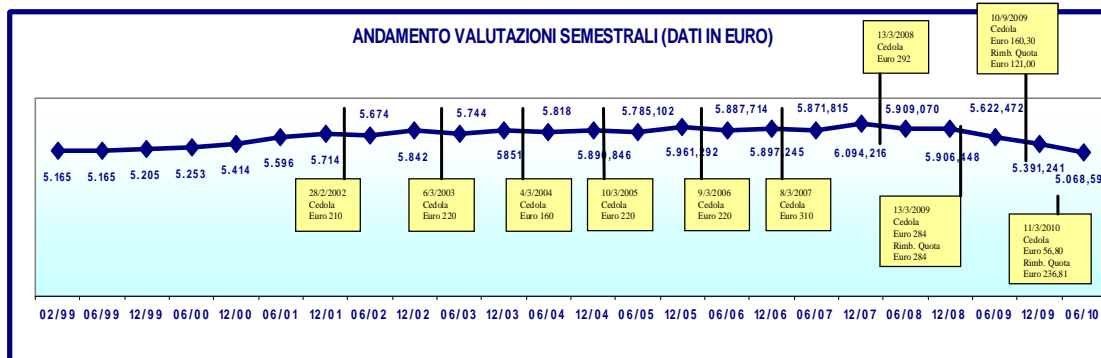 ANDAMENTO VALUTAZIONI SEMESTRALI (DATI IN EURO)
10/9/2009
Cedola
Euro 160,30
Rimb. Quota
Euro 121,00
13/3/2008
Cedola
Euro 292
5.674 5.744 5.818 5.785,102 5.887,714 5.871,815 5.909,070 5.622,472
5.165 5.165 5.205 5.253 5.414 5.596 5.714 5.842 5851 5.890,846 5.961,292 5.897,245 6.094,216 5.906,448 5.391,241 5.068,59
28/2/2002
Cedola
Euro 210
6/3/2003
Cedola
Euro 220
4/3/2004
Cedola
Euro 160
10/3/2005
Cedola
Euro 220
9/3/2006
Cedola
Euro 220
8/3/2007
Cedola
Euro 310
13/3/2009
Cedola
Euro 284
Rimb. Quota
Euro 284
11/3/2010
Cedola
Euro 56,80
Rimb. Quota
Euro 236,81
02/99 06/99 12/99 06/00 12/00 06/01 12/01 06/02 12/02 06/03 12/03 06/04 12/04 06/05 12/05 06/06 12/06 06/07 12/07 06/08 12/08 06/09 12/09 06/10